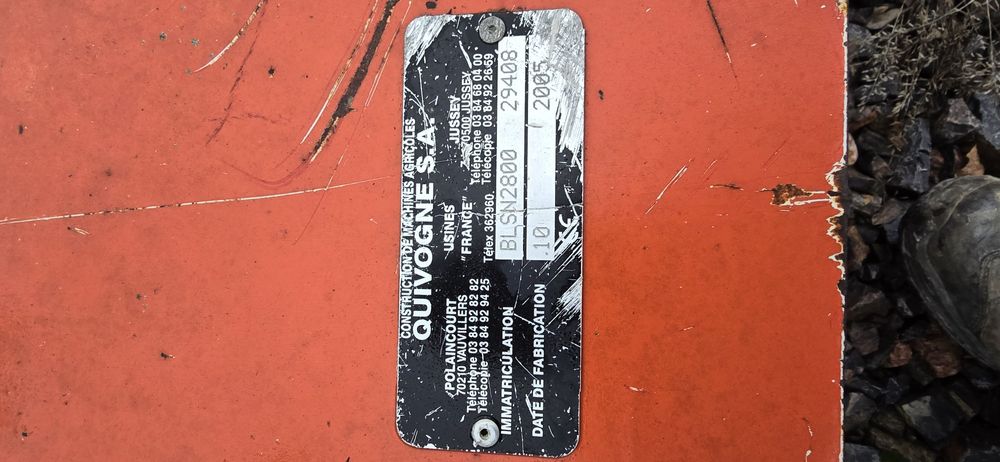 CONSTRUCTION DE MACHINES AGRICOLES
QUIVOGNE S.A.
POLAINCOURT
70210 VAUVILLERS
Téléphone 03 84 92 82 82
Télécopie 03 84 92 94 25
USINES
"FRANCE"
Télex 362960
JUSSEY
70500 JUSSEY
Téléphone 03 84 68 04 00
Télécopie 03 84 92 26 59
IMMATRICULATION BLSN2800 29408
DATE DE FABRICATION 10 2005